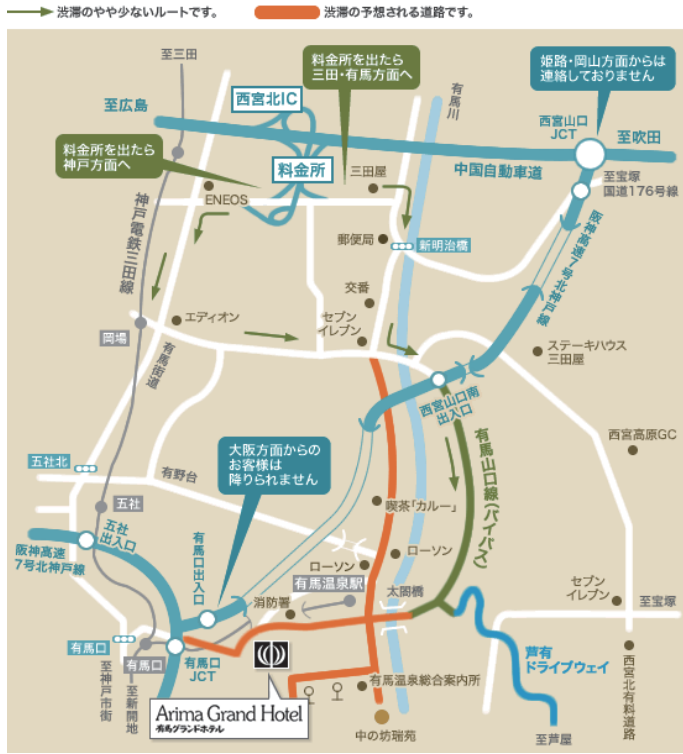 渋滞のやや少ないルートです。
渋滞の予想される道路です。
至三田
料金所を出たら
三田・有馬方面へ
有馬川
姫路・岡山方面からは
連絡しておりません
至広島
西宮北IC
西宮山口
JCT
至吹田
料金所を出たら
神戸方面へ
料金所
中国自動車道
三田屋
至宝塚
国道176号線
ENEOS
神戸電鉄三田線
郵便局
新明治橋
阪神高速7号北神戸線
交番
エディオン
セブン
イレブン
岡場
有馬街道
ステーキハウス
三田屋
西宮山口南
出入口
大阪方面からの
お客様は
降りられません
有馬山口線(バイパス)
西宮高原GC
五社北
有野台
五社
喫茶「カルー」
五社
出入口
阪神高速
7号北神戸線
有馬口出入口
ローソン
ローソン
有馬温泉駅
太閤橋
消防署
セブン
イレブン
至宝塚
有馬口
有馬口
有馬口
JCT
芦有
ドライブウェイ
至神戸市街
至新開地
Arima Grand Hotel
有馬グランドホテル
有馬温泉総合案内所
中の坊瑞苑
西宮北有料道路
至芦屋